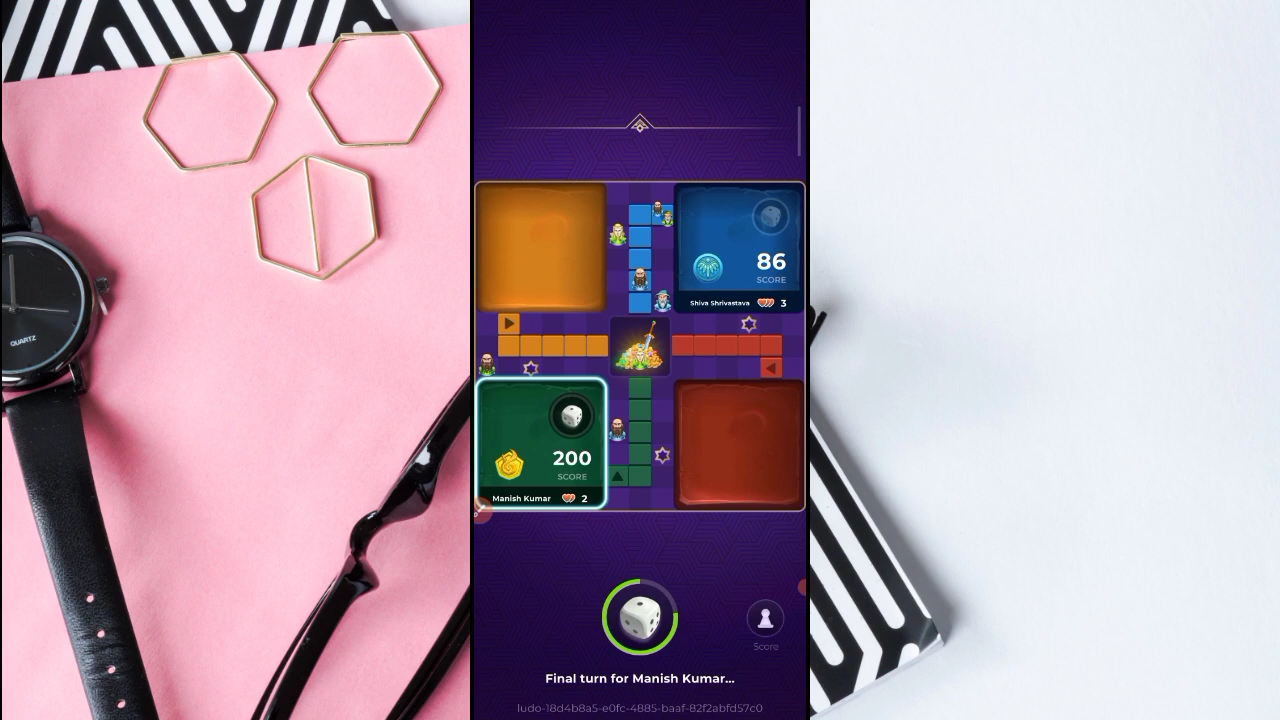 QUARTZ
86
SCORE
Shiva Shrivastava 3
200
SCORE
Manish Kumar 2
Score
Final turn for Manish Kumar...
ludo-18d4b8a5-e0fc-4885-baaf-82f2abfd57c0